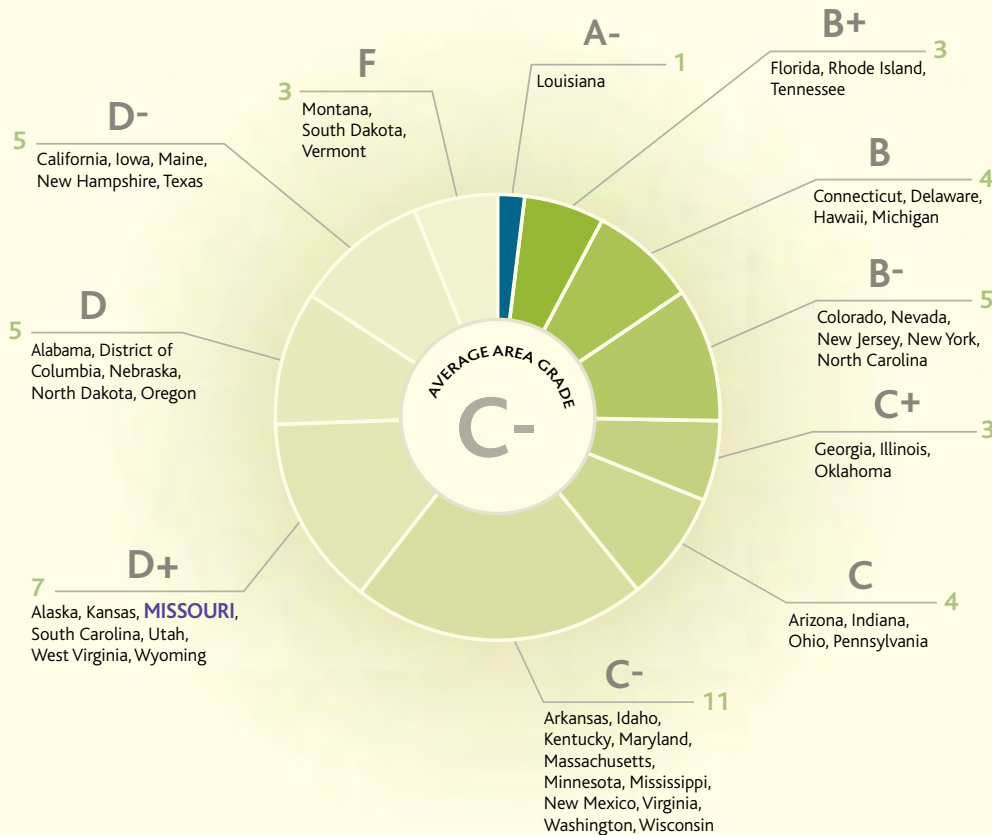 A-
1
Louisiana
B+
3
Florida, Rhode Island,
Tennessee
B
4
Connecticut, Delaware,
Hawaii, Michigan
B-
5
Colorado, Nevada,
New Jersey, New York,
North Carolina
C+
3
Georgia, Illinois,
Oklahoma
C
4
Arizona, Indiana,
Ohio, Pennsylvania
C-
11
Arkansas, Idaho,
Kentucky, Maryland,
Massachusetts,
Minnesota, Mississippi,
New Mexico, Virginia,
Washington, Wisconsin
D+
7
Alaska, Kansas, MISSOURI,
South Carolina, Utah,
West Virginia, Wyoming
D
5
Alabama, District of
Columbia, Nebraska,
North Dakota, Oregon
D-
5
California, Iowa, Maine,
New Hampshire, Texas
F
3
Montana,
South Dakota,
Vermont
AVERAGE AREA GRADE
C-